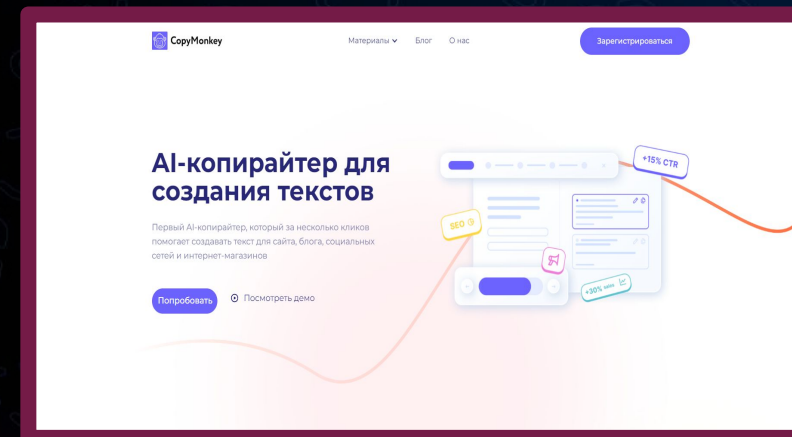 CopyMonkey
Материалы
Блог
О нас
Зарегистрироваться
AI-копирайтер для
создания текстов
Первый AI-копирайтер, который за несколько кликов
помогает создавать текст для сайта, блога, социальных
сетей и интернет-магазинов
Попробовать
Посмотреть демо
+15% CTR
SEO
+30% sales